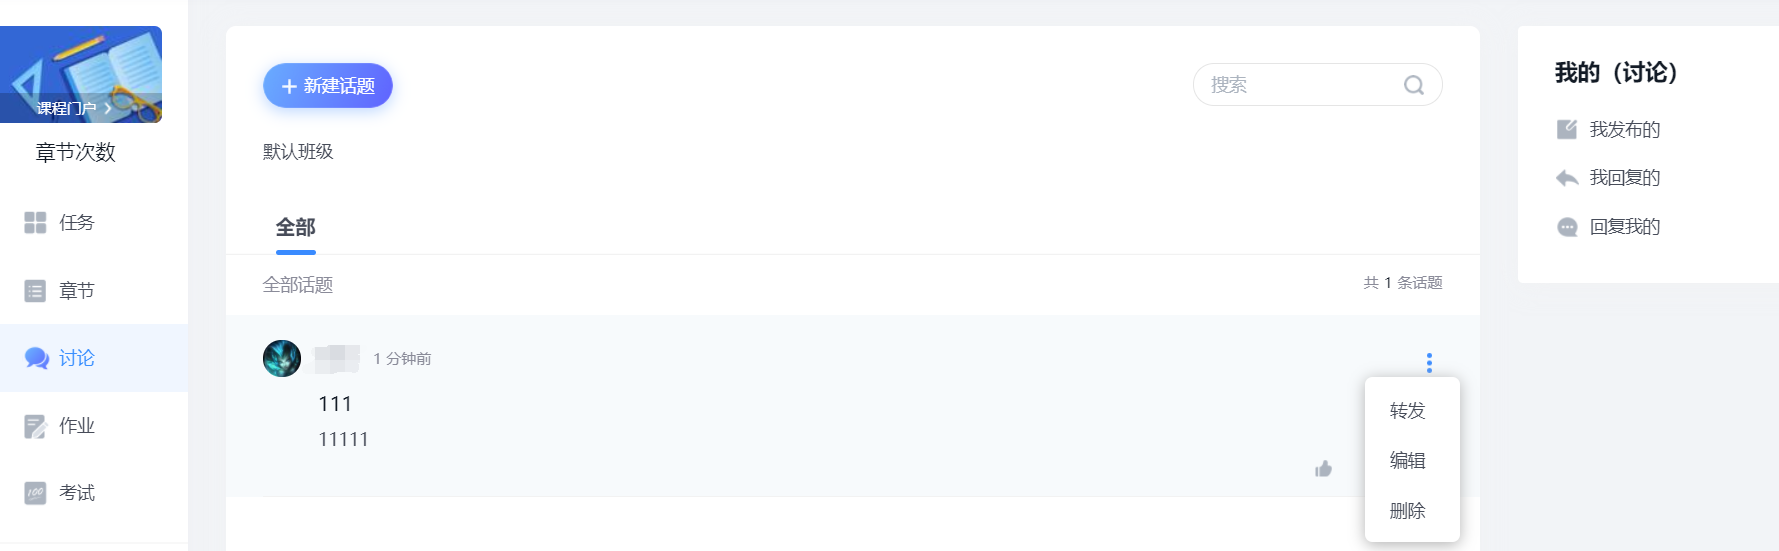 课程门户
章节次数
任务
章节
讨论
作业
考试
新建话题
搜索
默认班级
全部
全部话题
共 1 条话题
1 分钟前
111
11111
转发
编辑
删除
我的（讨论）
我发布的
我回复的
回复我的